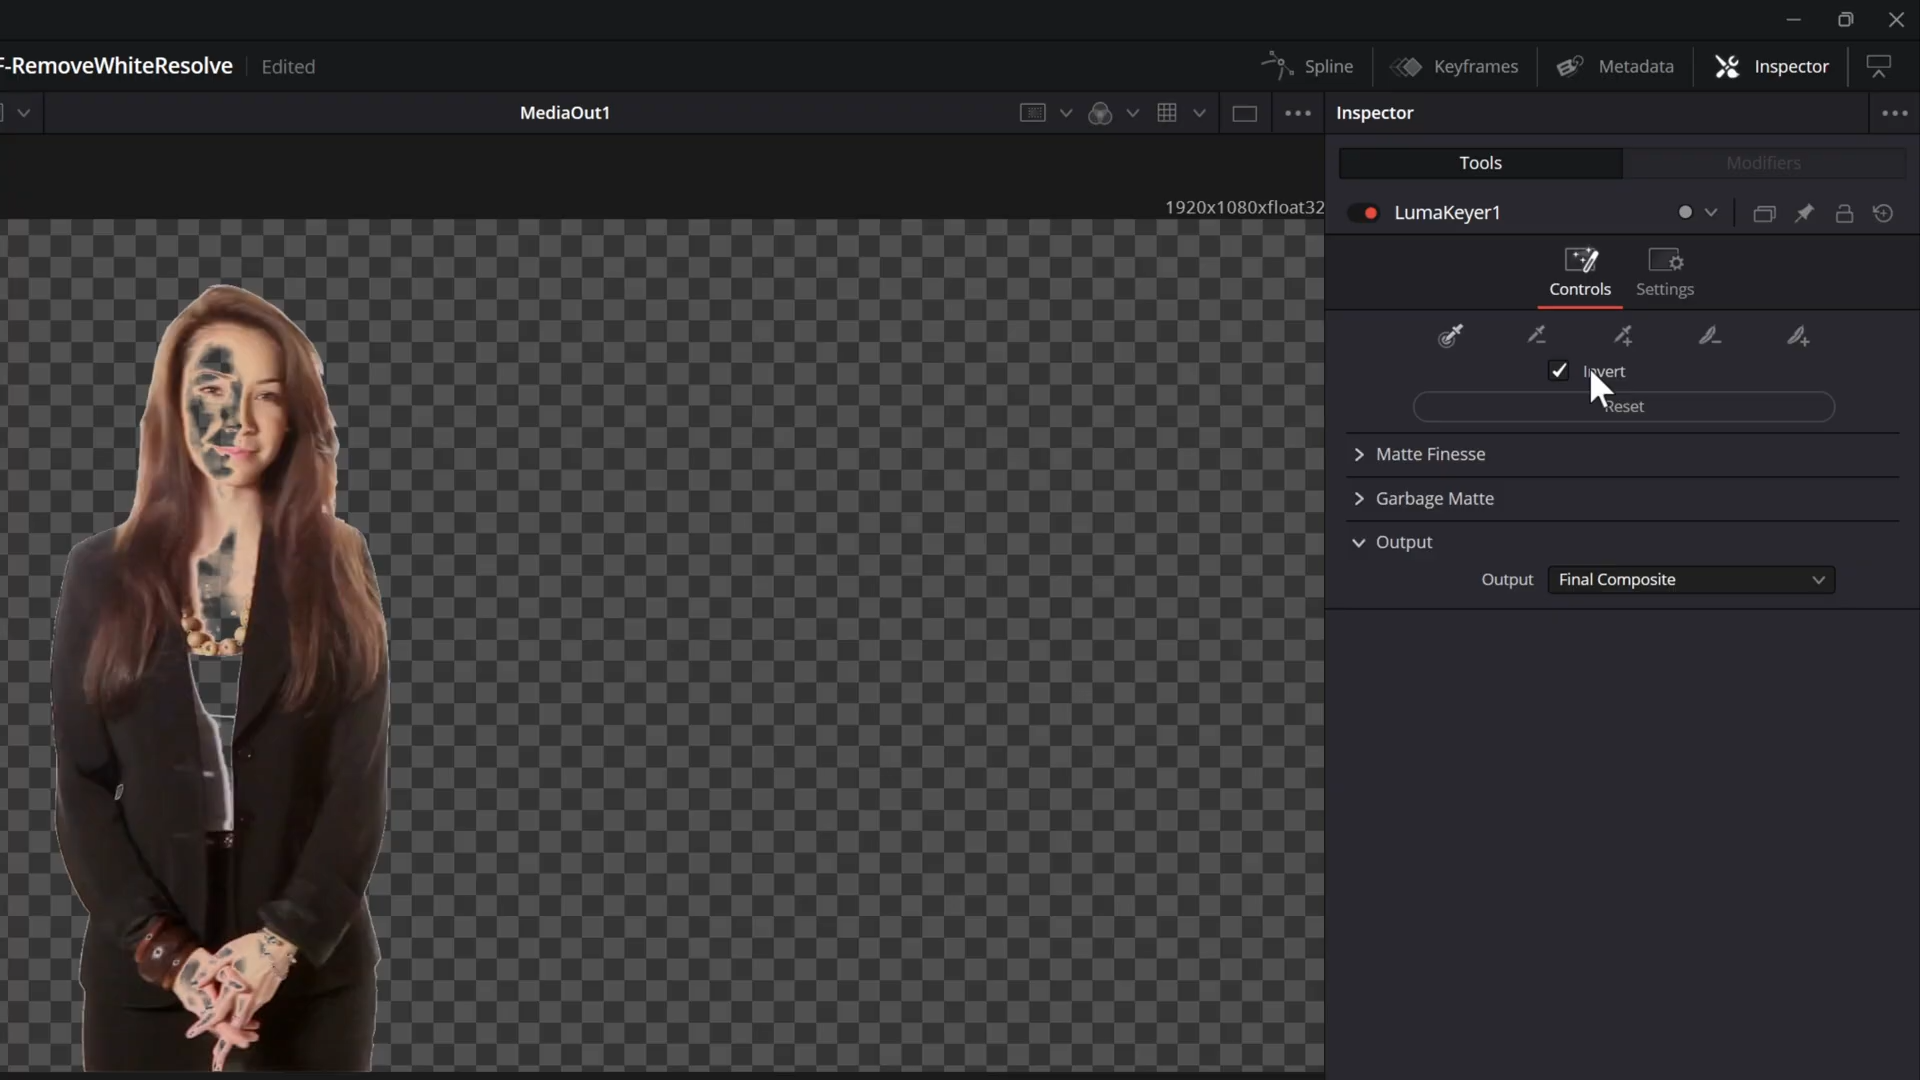 F-RemoveWhiteResolve Edited
Spline Keyframes Metadata Inspector
MediaOut1
Inspector
Tools Modifiers
1920x1080xfloat32
LumaKeyer1
Controls Settings
Invert
Reset
Matte Finesse
Garbage Matte
Output
Output Final Composite